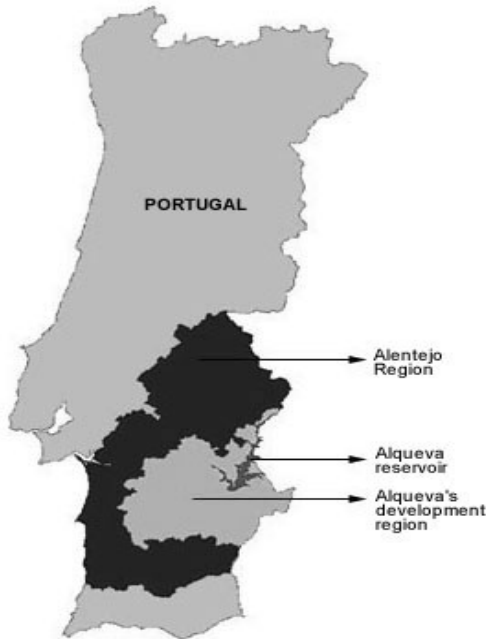 PORTUGAL
Alentejo
Region
Alqueva
reservoir
Alqueva's
development
region